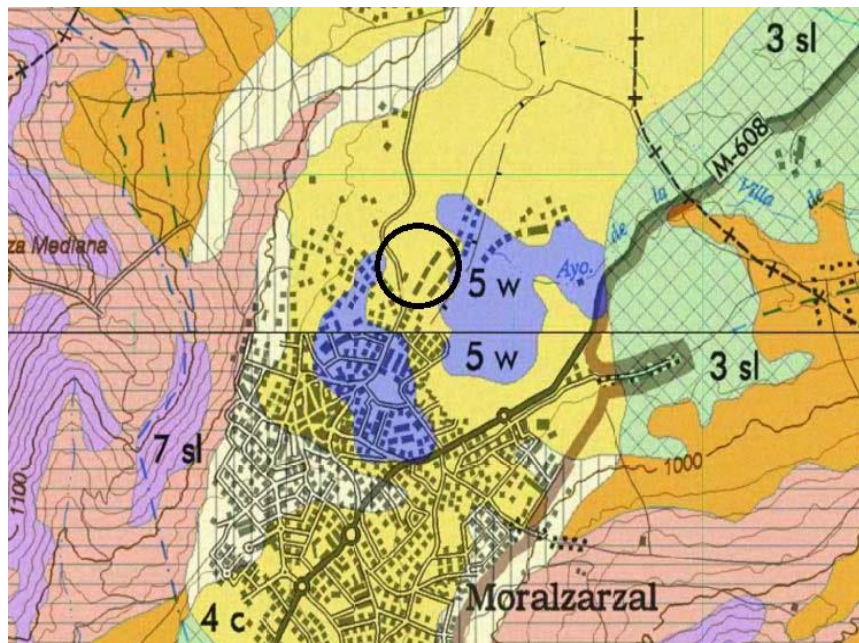 3 sl
M-608
de la Villa de
za Mediana
Ayo.
5 w
5 w
3 sl
7 sl
1000
1100
Moralzarzal
4 c